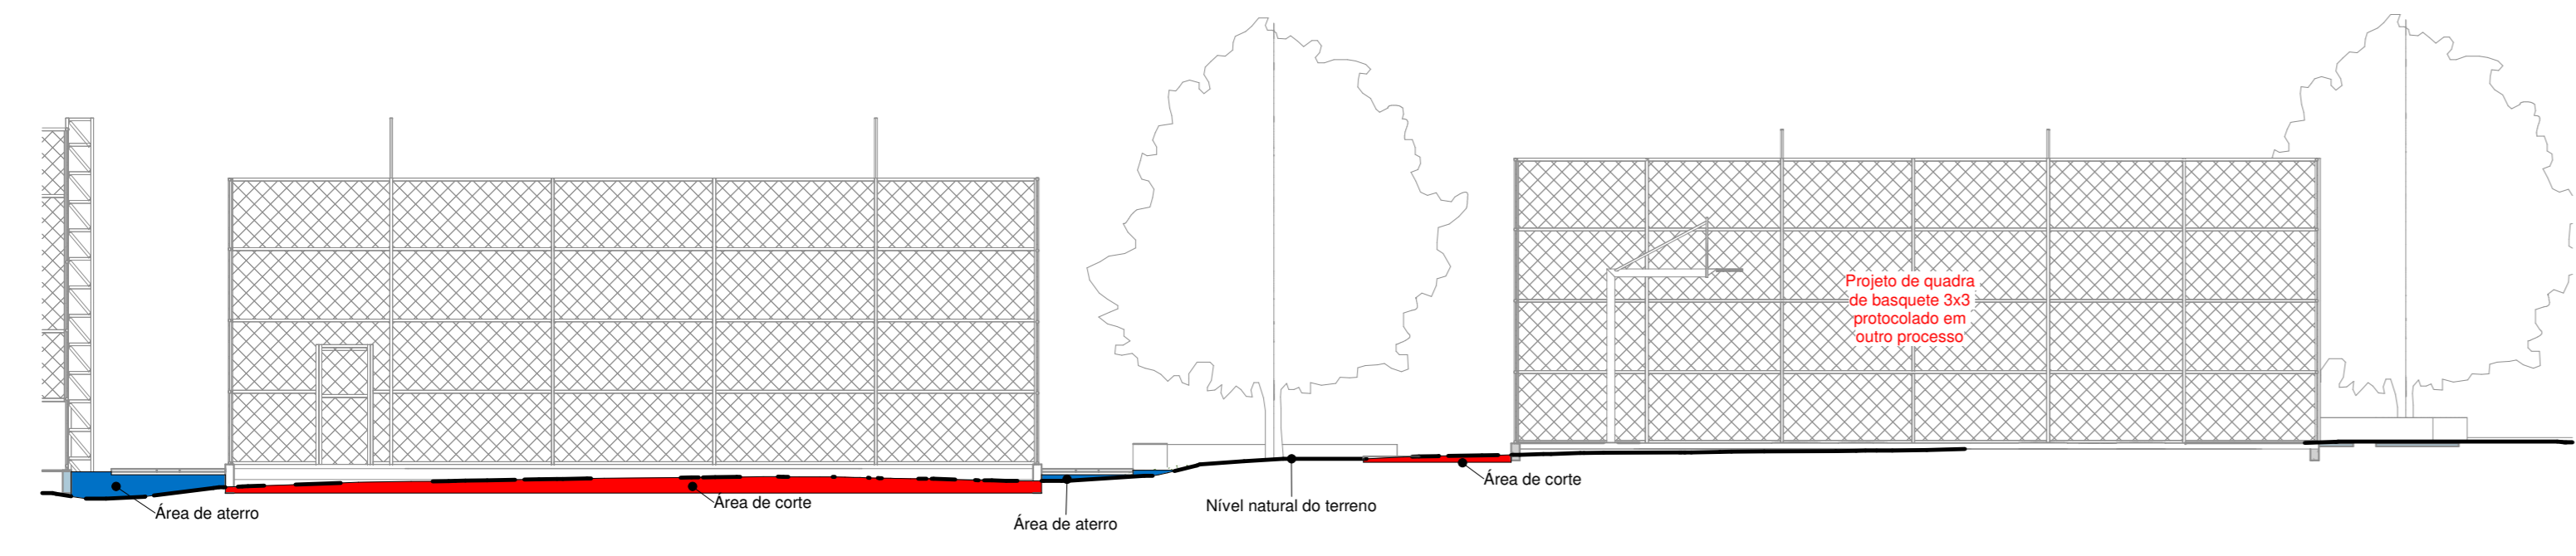 Projeto de quadra
de basquete 3x3
protocolado em
outro processo
Área de aterro
Área de corte
Área de aterro
Nível natural do terreno
Área de corte